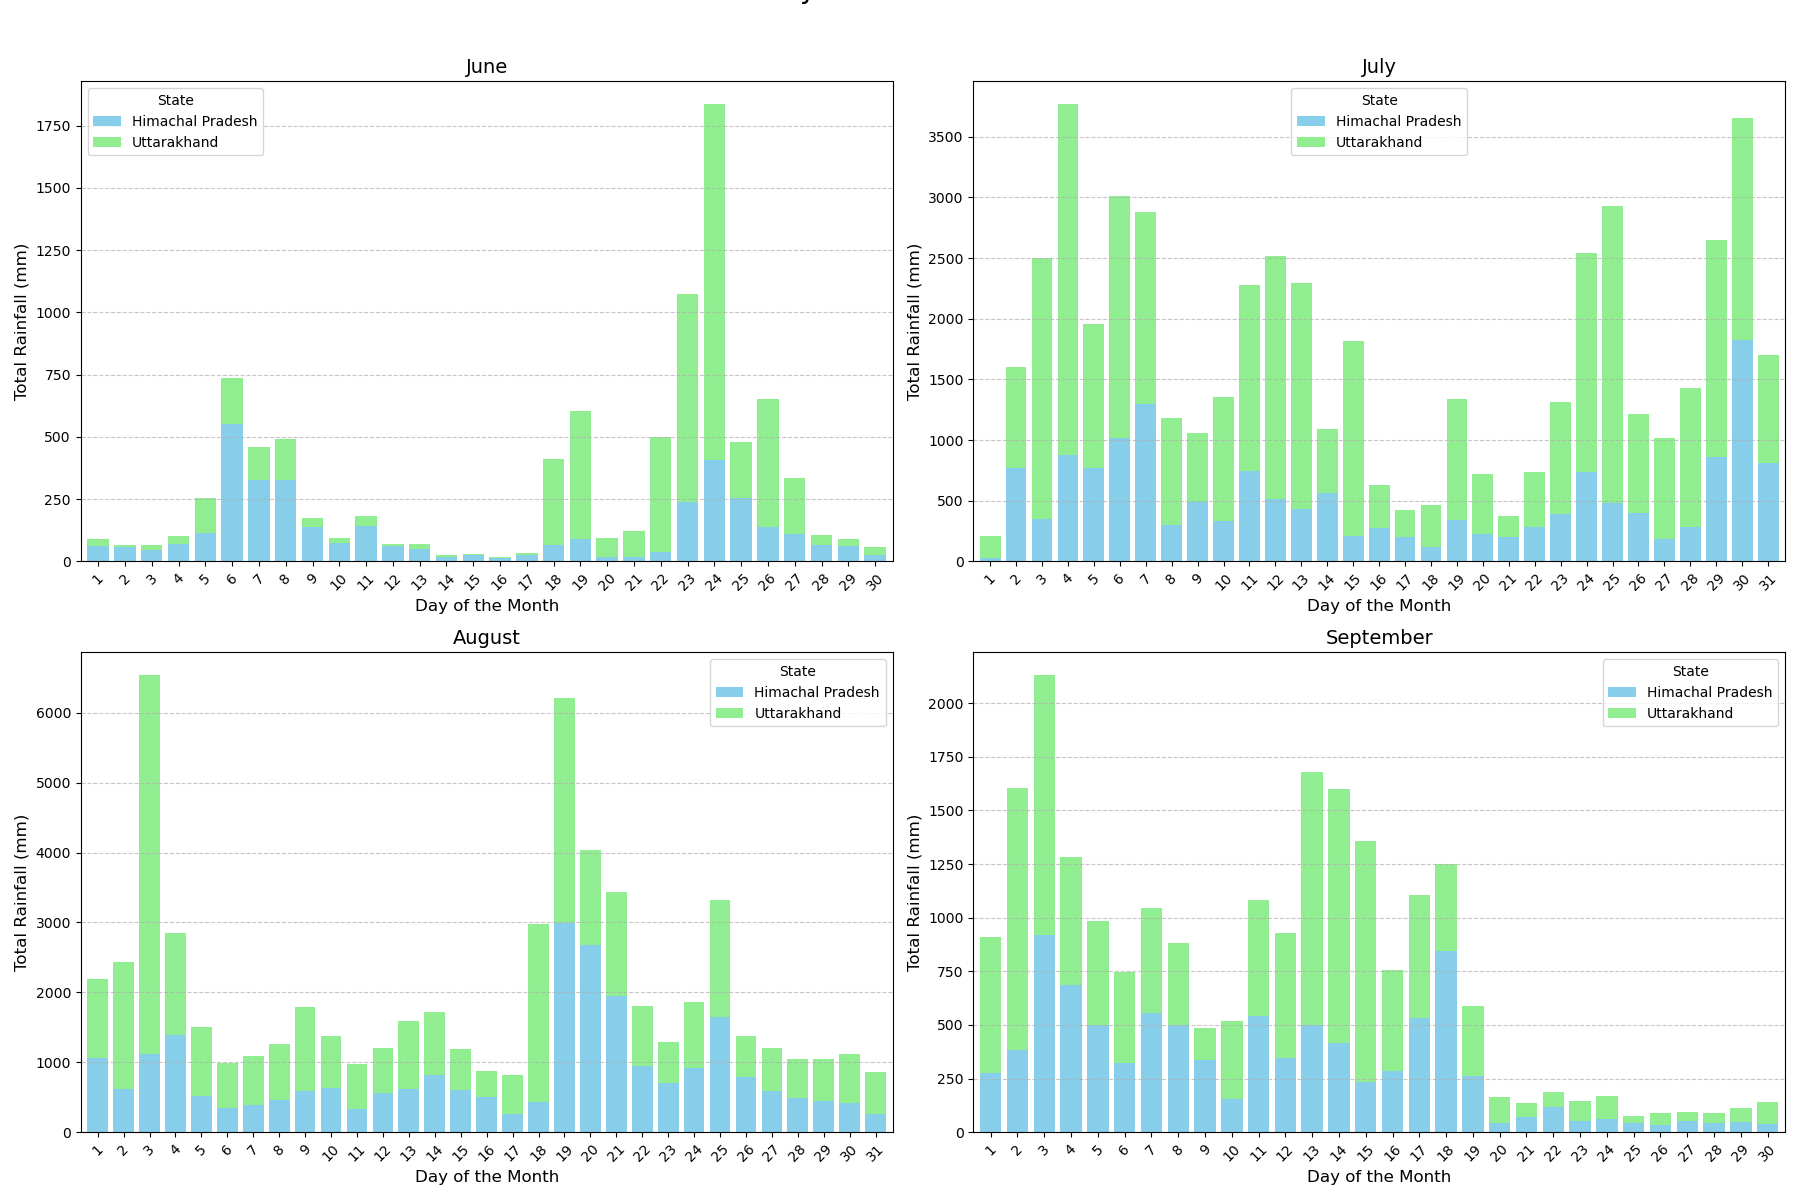 June
State
Himachal Pradesh
Uttarakhand
Total Rainfall (mm)
1750
1500
1250
1000
750
500
250
0
1 2 3 4 5 6 7 8 9 10 11 12 13 14 15 16 17 18 19 20 21 22 23 24 25 26 27 28 29 30
Day of the Month
July
State
Himachal Pradesh
Uttarakhand
Total Rainfall (mm)
3500
3000
2500
2000
1500
1000
500
0
1 2 3 4 5 6 7 8 9 10 11 12 13 14 15 16 17 18 19 20 21 22 23 24 25 26 27 28 29 30 31
Day of the Month
August
State
Himachal Pradesh
Uttarakhand
Total Rainfall (mm)
6000
5000
4000
3000
2000
1000
0
1 2 3 4 5 6 7 8 9 10 11 12 13 14 15 16 17 18 19 20 21 22 23 24 25 26 27 28 29 30 31
Day of the Month
September
State
Himachal Pradesh
Uttarakhand
Total Rainfall (mm)
2000
1750
1500
1250
1000
750
500
250
0
1 2 3 4 5 6 7 8 9 10 11 12 13 14 15 16 17 18 19 20 21 22 23 24 25 26 27 28 29 30
Day of the Month